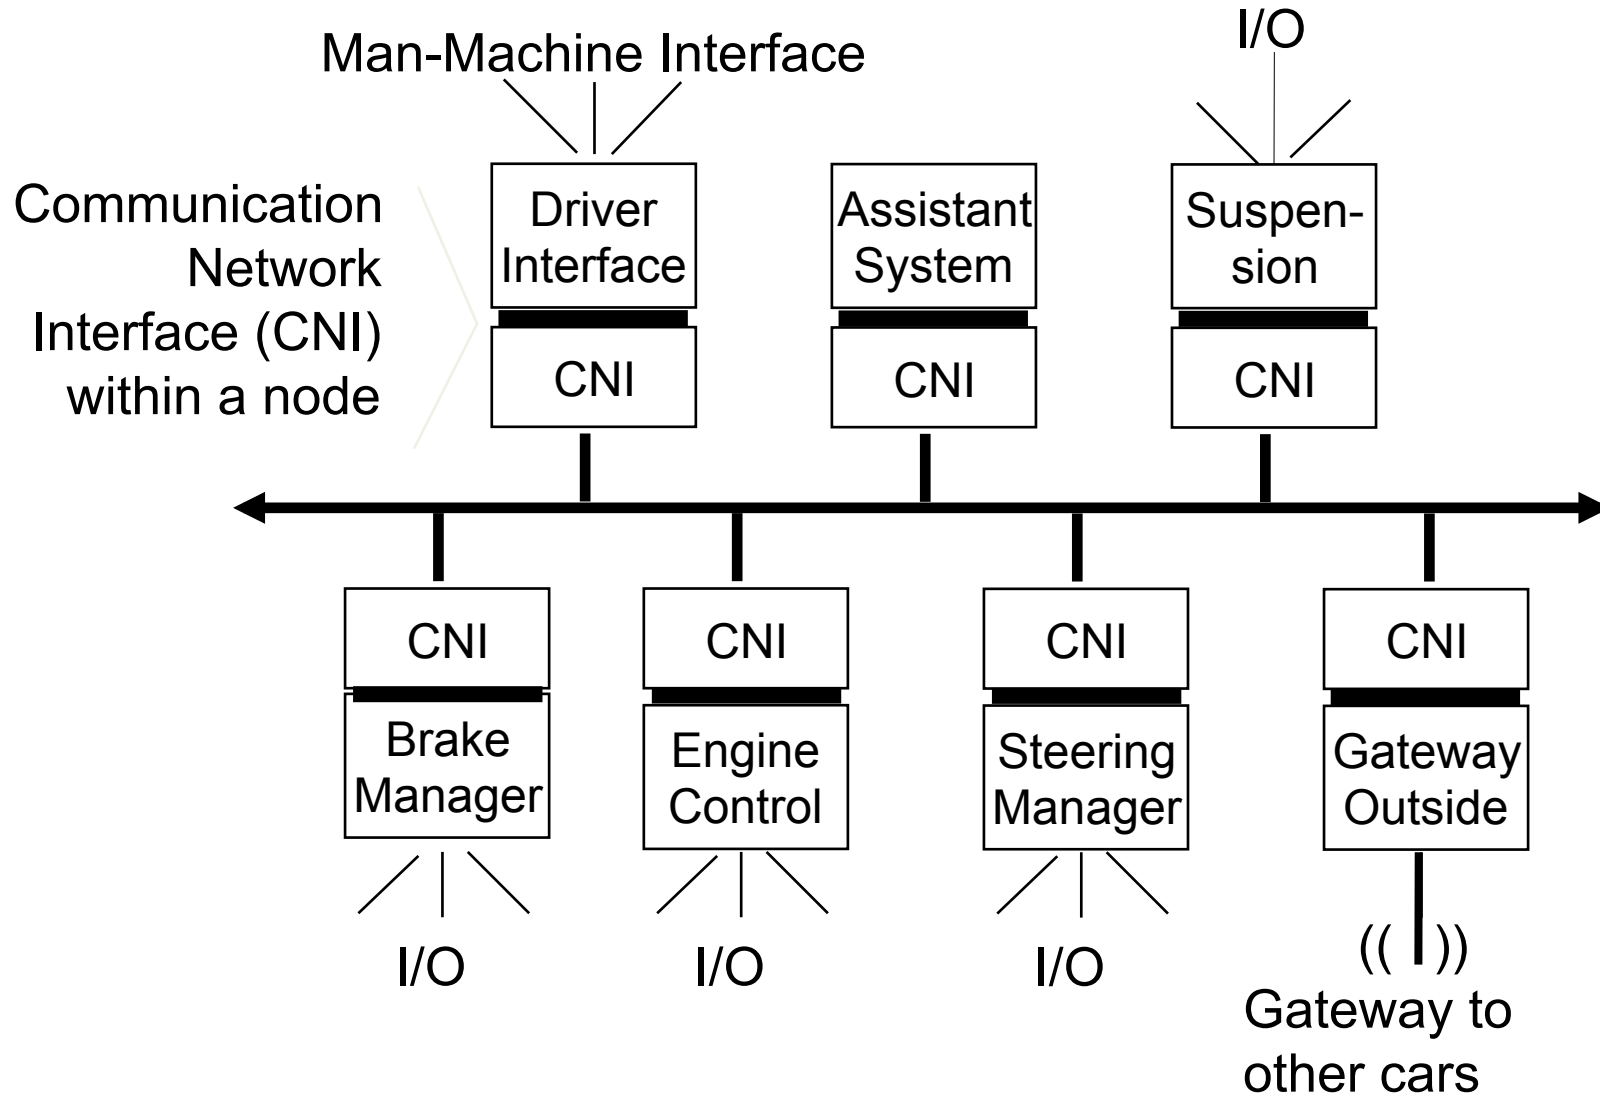 I/O
Man-Machine Interface
Communication
Network
Interface (CNI)
within a node
Driver
Interface
CNI
Assistant
System
CNI
Suspen-
sion
CNI
CNI
Brake
Manager
I/O
CNI
Engine
Control
I/O
CNI
Steering
Manager
I/O
CNI
Gateway
Outside
(( ))
Gateway to
other cars